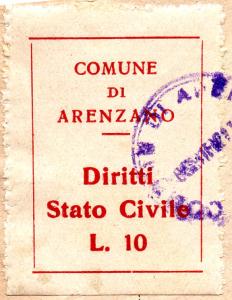 COMUNE
DI
ARENZANO
Diritti
Stato Civile
L. 10